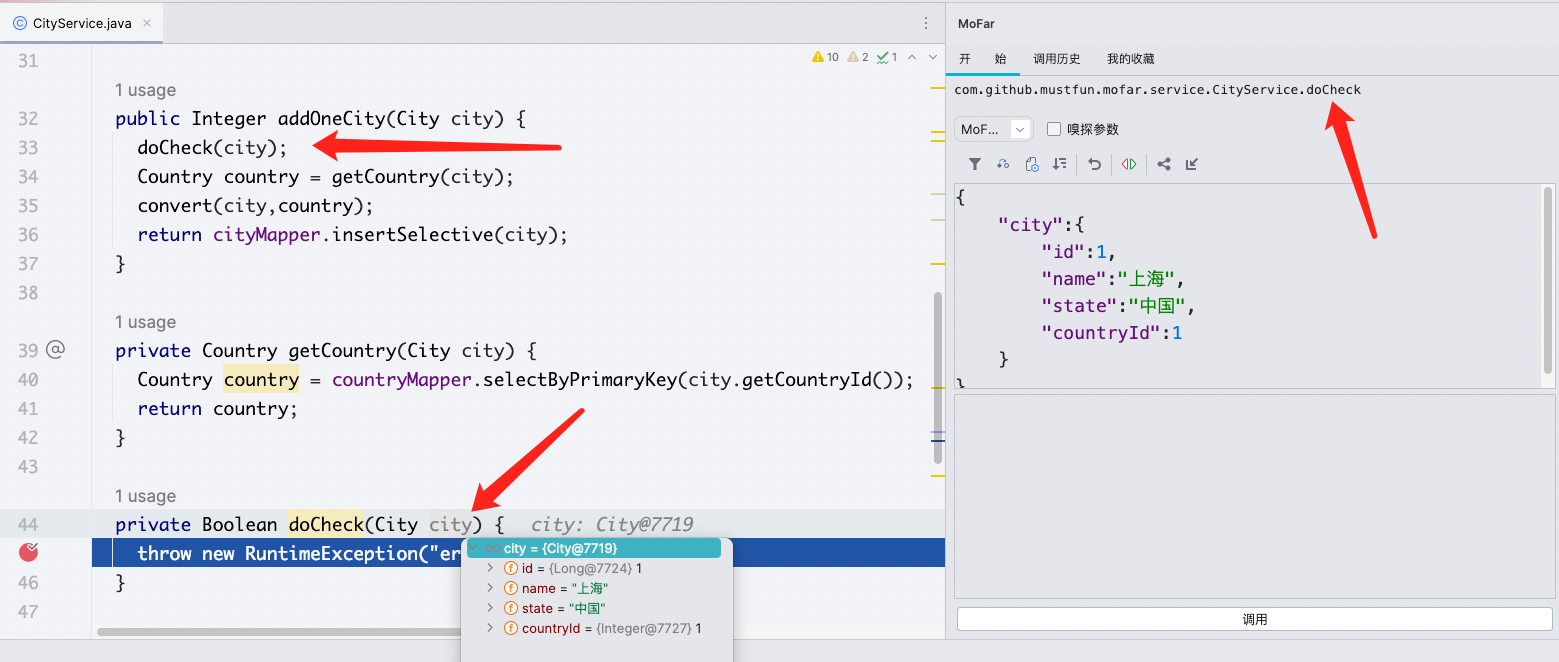 CityService.java
10 2 1
31
1 usage
32 public Integer addOneCity(City city) {
33 doCheck(city);
34 Country country = getCountry(city);
35 convert(city,country);
36 return cityMapper.insertSelective(city);
37 }
38
1 usage
39 @ private Country getCountry(City city) {
40 Country country = countryMapper.selectByPrimaryKey(city.getCountryId());
41 return country;
42 }
43
1 usage
44 private Boolean doCheck(City city) { city: City@7719
throw new RuntimeException("er
46 }
47
city = {City@7719}
id = {Long@7724} 1
name = "上海"
state = "中国"
countryId = {Integer@7727} 1
MoFar
开 始 调用历史 我的收藏
com.github.mustfun.mofar.service.CityService.doCheck
MoF... 嗅探参数
{
"city":{
"id":1,
"name":"上海",
"state":"中国",
"countryId":1
}
}
调用